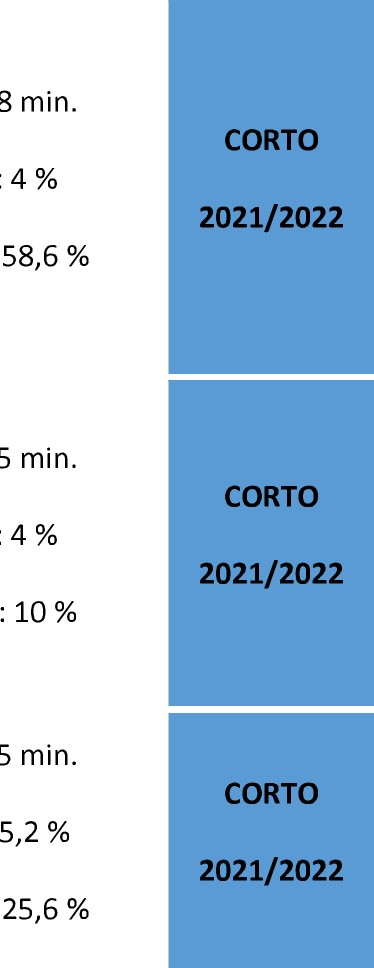 8 min.
: 4 %
58,6 %
CORTO
2021/2022
5 min.
: 4 %
: 10 %
CORTO
2021/2022
5 min.
5,2 %
25,6 %
CORTO
2021/2022